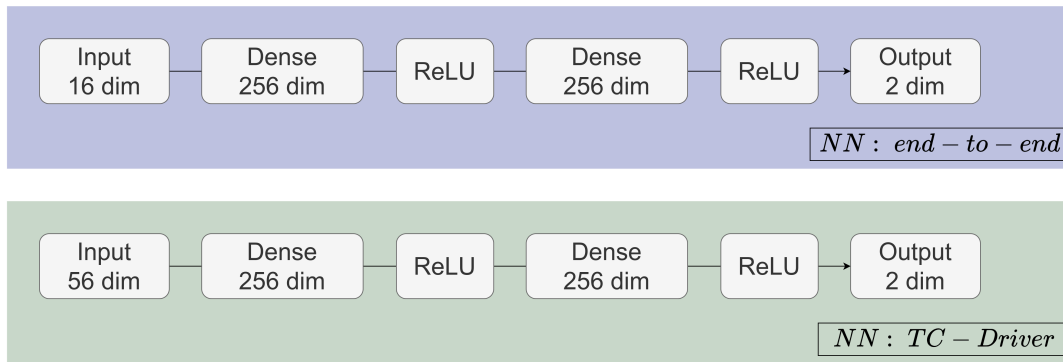 Input
16 dim
Dense
256 dim
ReLU
Dense
256 dim
ReLU
Output
2 dim
NN : end − to − end
Input
56 dim
Dense
256 dim
ReLU
Dense
256 dim
ReLU
Output
2 dim
NN : TC − Driver